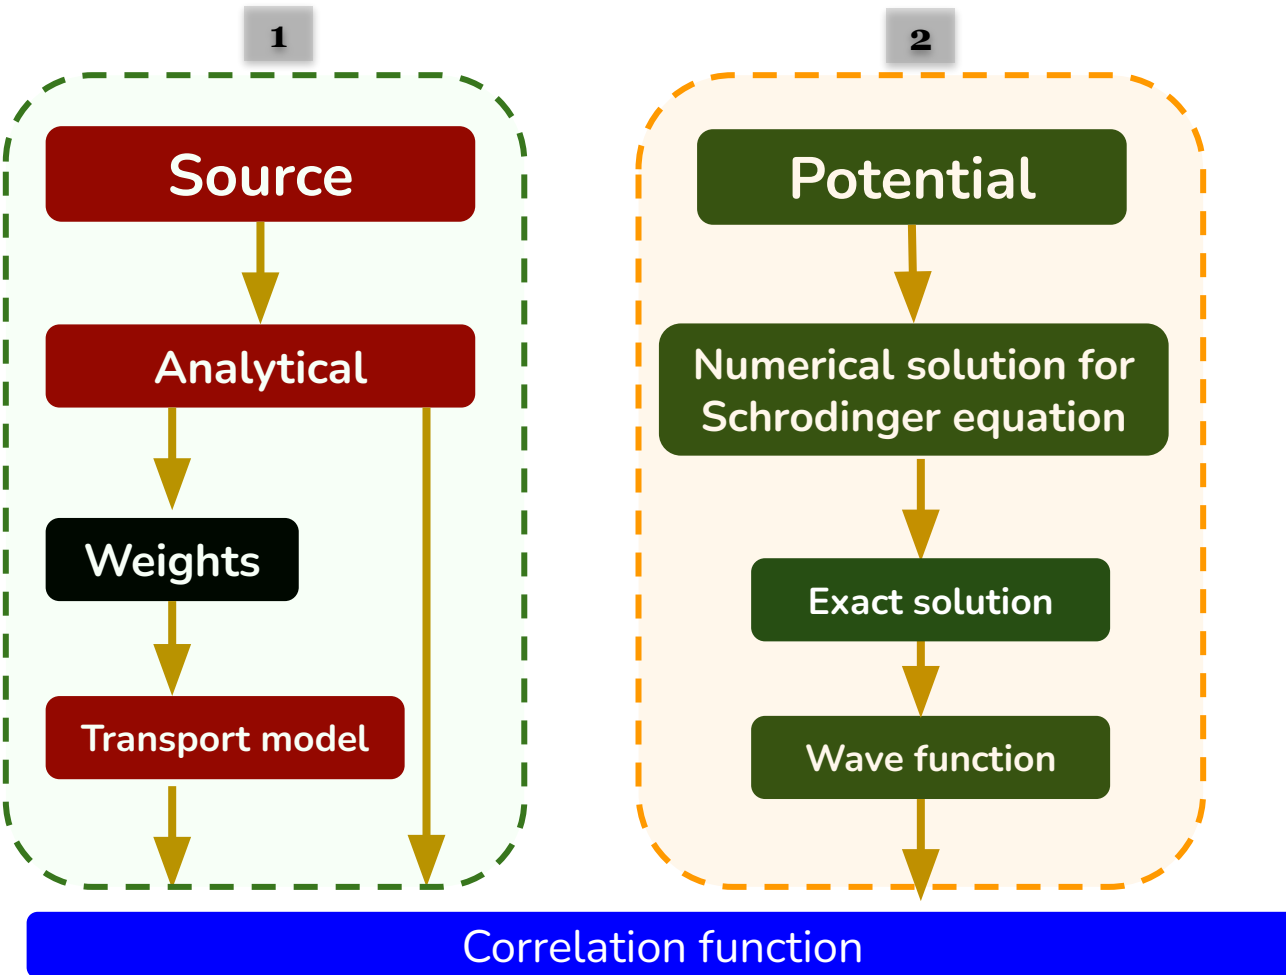 1
Source
Analytical
Weights
Transport model
2
Potential
Numerical solution for
Schrodinger equation
Exact solution
Wave function
Correlation function